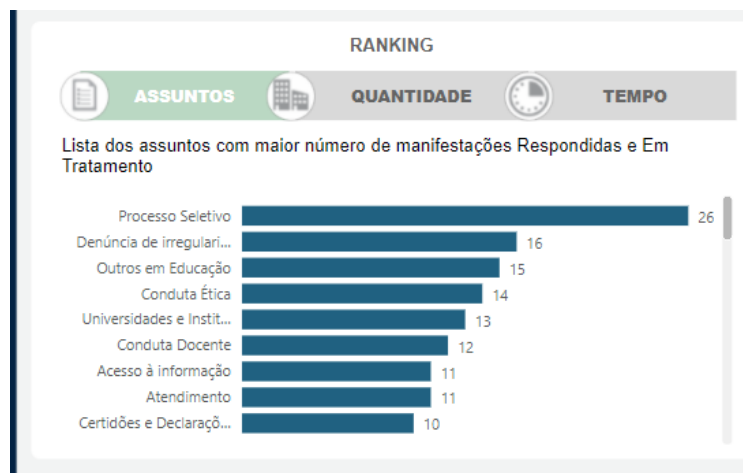 RANKING
ASSUNTOS QUANTIDADE TEMPO
Lista dos assuntos com maior número de manifestações Respondidas e Em
Tratamento
Processo Seletivo 26
Denúncia de irregulari... 16
Outros em Educação 15
Conduta Ética 14
Universidades e Instit... 13
Conduta Docente 12
Acesso à informação 11
Atendimento 11
Certidões e Declaraçõ... 10